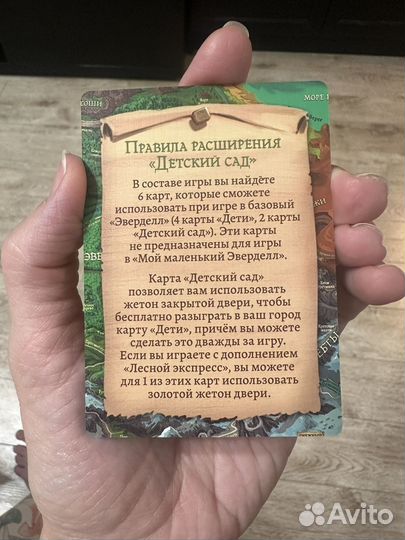 МОРЕ
Правила расширения
«Детский сад»
В составе игры вы найдёте
6 карт, которые сможете
использовать при игре в базовый
«Эверделл» (4 карты «Дети», 2 карты
«Детский сад»). Эти карты
не предназначены для игры
в «Мой маленький Эверделл».
Карта «Детский сад»
позволяет вам использовать
жетон закрытой двери, чтобы
бесплатно разыграть в ваш город
карту «Дети», причём вы можете
сделать это дважды за игру.
Если вы играете с дополнением
«Лесной экспресс», вы можете
для 1 из этих карт использовать
золотой жетон двери.
Avito